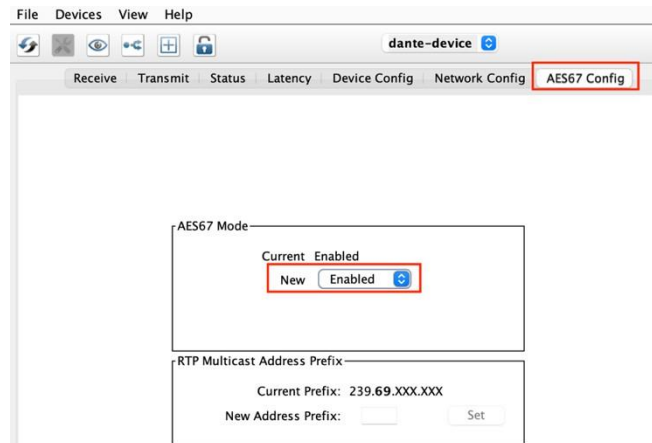 File Devices View Help
dante-device
Receive Transmit Status Latency Device Config Network Config AES67 Config
AES67 Mode
Current Enabled
New Enabled
RTP Multicast Address Prefix
Current Prefix: 239.69.XXX.XXX
New Address Prefix: Set